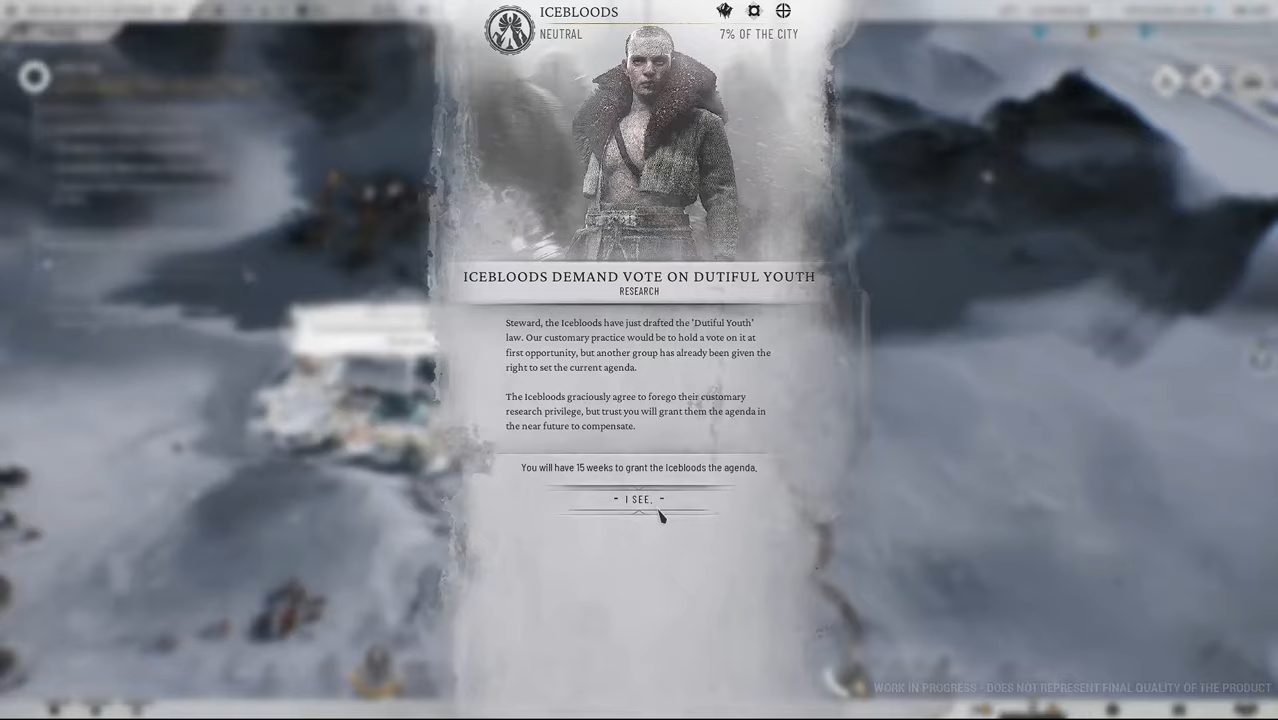 ICEBLOODS
NEUTRAL
7% OF THE CITY
ICEBLOODS DEMAND VOTE ON DUTIFUL YOUTH
RESEARCH
Steward, the Icebloods have just drafted the 'Dutiful Youth'
law. Our customary practice would be to hold a vote on it at
first opportunity, but another group has already been given the
right to set the current agenda.
The Icebloods graciously agree to forego their customary
research privilege, but trust you will grant them the agenda in
the near future to compensate.
You will have 15 weeks to grant the Icebloods the agenda.
- I SEE. -
WORK IN PROGRESS - DOES NOT REPRESENT FINAL QUALITY OF THE PRODUCT